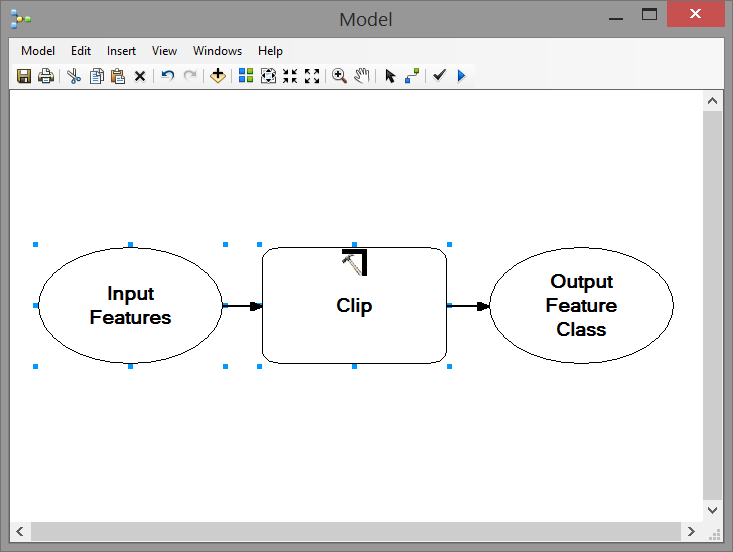 Model
Model Edit Insert View Windows Help
Input
Features
Clip
Output
Feature
Class